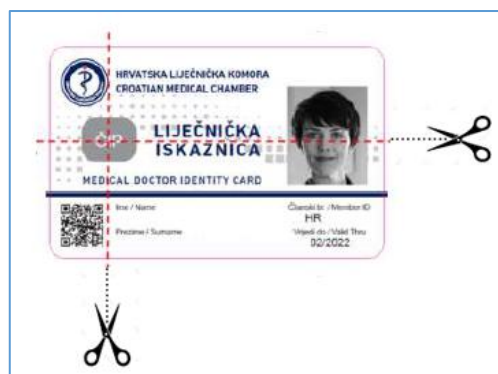 HRVATSKA LIJEČNIČKA KOMORA
CROATIAN MEDICAL CHAMBER
ČIP
LIJEČNIČKA
ISKAZNICA
MEDICAL DOCTOR IDENTITY CARD
Ime / Name
Prezime / Surname
Članski br. / Member ID
HR
Vrijedi do / Valid Thru
02/2022